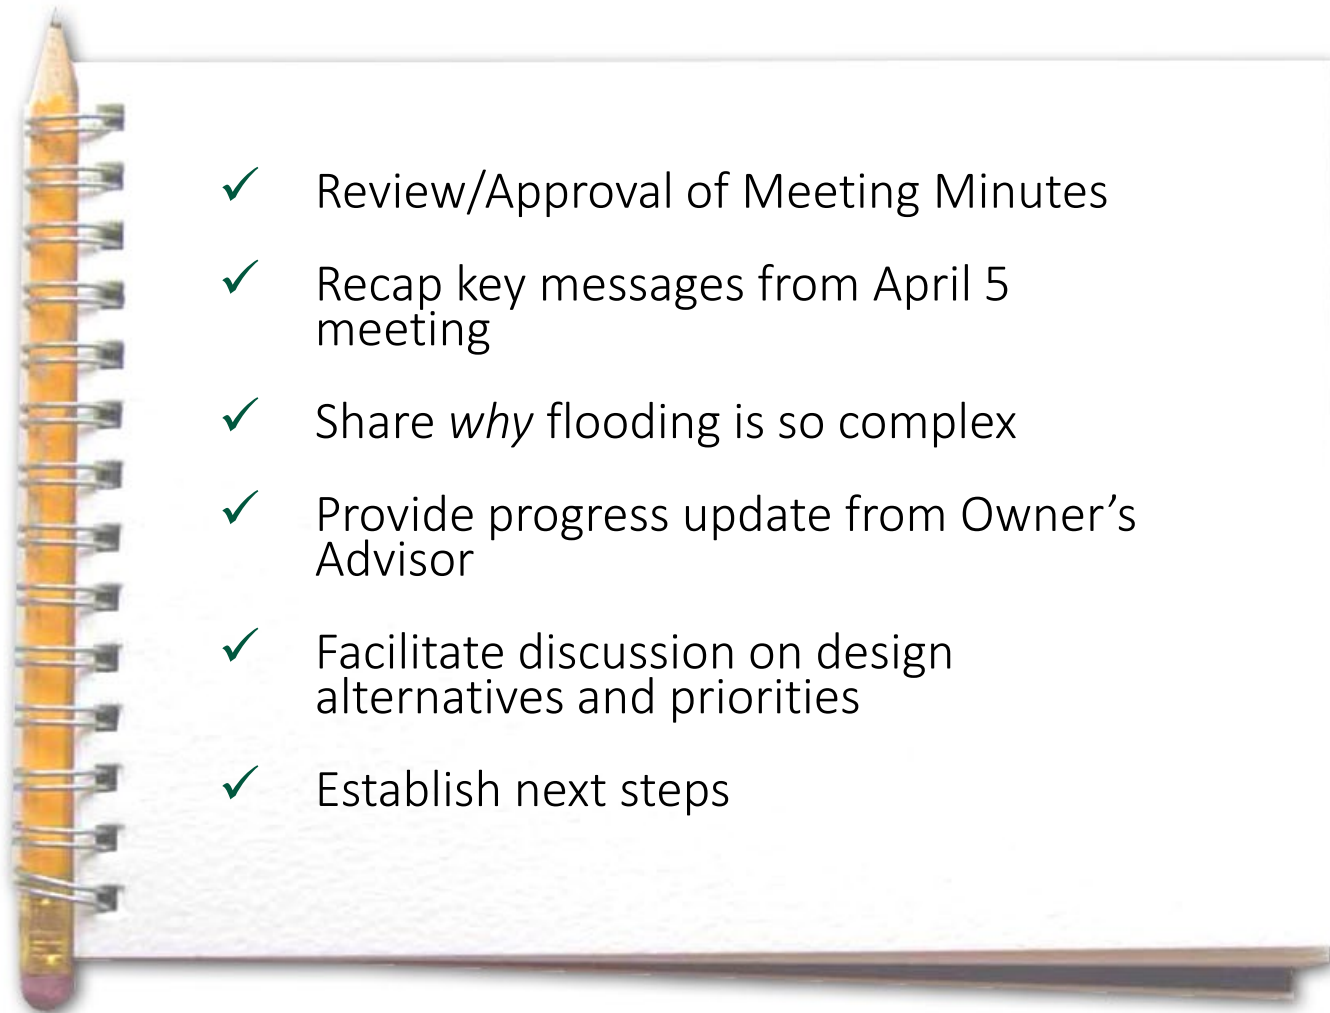 ✓ Review/Approval of Meeting Minutes
✓ Recap key messages from April 5
meeting
✓ Share why flooding is so complex
✓ Provide progress update from Owner’s
Advisor
✓ Facilitate discussion on design
alternatives and priorities
✓ Establish next steps